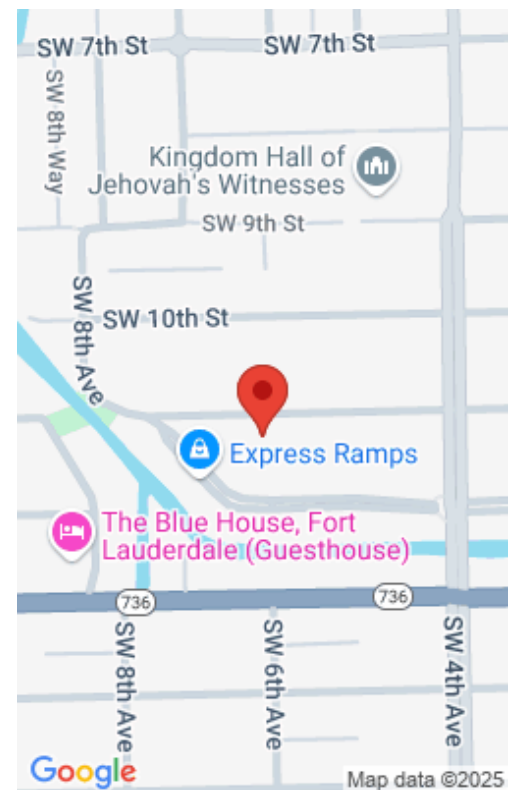 SW 7th St
SW 7th St
SW 8th Way
Kingdom Hall of
Jehovah's Witnesses
SW 9th St
SW 8th Ave
SW 10th St
Express Ramps
The Blue House, Fort
Lauderdale (Guesthouse)
736
736
SW 8th Ave
SW 6th Ave
SW 4th Ave
Google
Map data ©2025